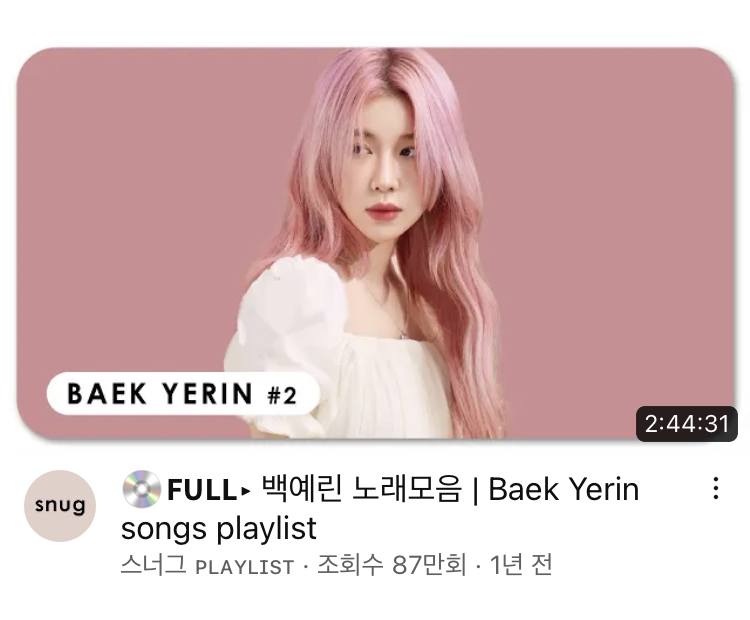 BAEK YERIN #2
2:44:31
snug
💿FULL▸ 백예린 노래모음 | Baek Yerin
songs playlist
스너그 ᴘʟᴀʏʟɪsᴛ · 조회수 87만회 · 1년 전